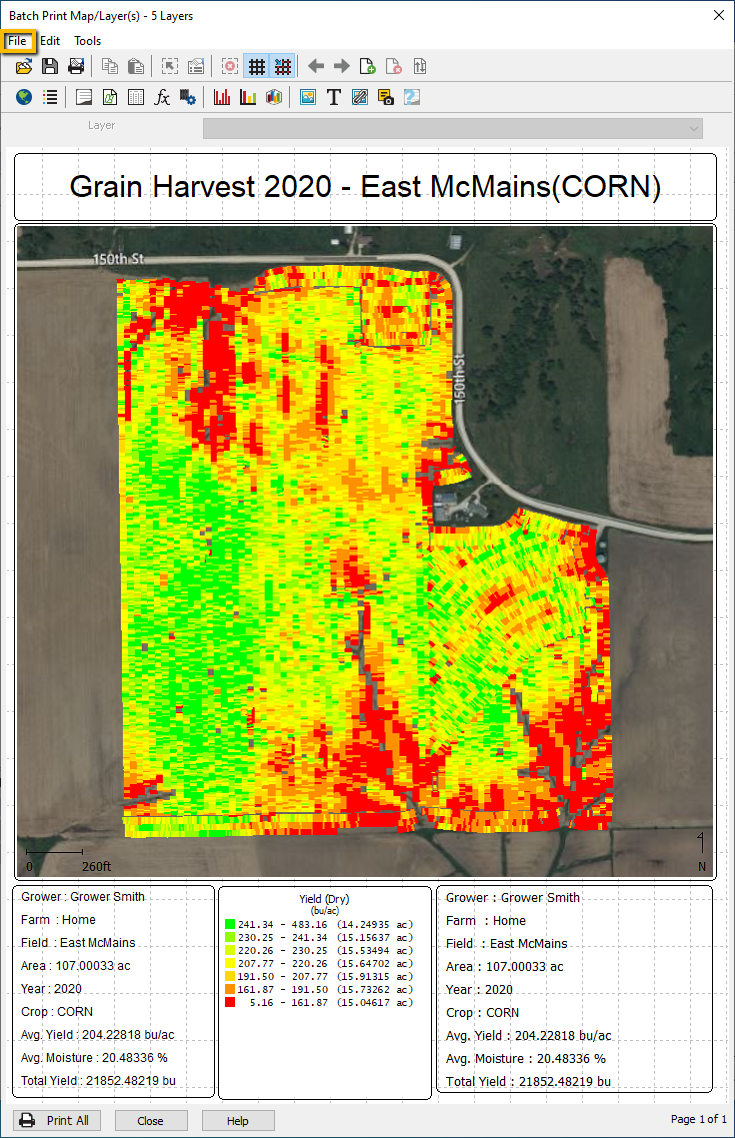 Batch Print Map/Layer(s) - 5 Layers
File Edit Tools
Layer
Grain Harvest 2020 - East McMains(CORN)
150th St
150th St
0 260ft
N
Grower : Grower Smith
Farm : Home
Field : East McMains
Area : 107.00033 ac
Year : 2020
Crop : CORN
Avg. Yield : 204.22818 bu/ac
Avg. Moisture : 20.48336 %
Total Yield : 21852.48219 bu
Yield (Dry)
(bu/ac)
241.34 - 483.16 (14.24935 ac)
230.25 - 241.34 (15.15637 ac)
220.26 - 230.25 (15.53494 ac)
207.77 - 220.26 (15.64702 ac)
191.50 - 207.77 (15.91315 ac)
161.87 - 191.50 (15.73262 ac)
5.16 - 161.87 (15.04617 ac)
Grower : Grower Smith
Farm : Home
Field : East McMains
Area : 107.00033 ac
Year : 2020
Crop : CORN
Avg. Yield : 204.22818 bu/ac
Avg. Moisture : 20.48336 %
Total Yield : 21852.48219 bu
Print All Close Help Page 1 of 1